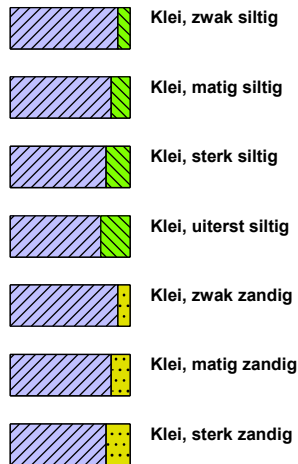 Klei, zwak siltig
Klei, matig siltig
Klei, sterk siltig
Klei, uiterst siltig
Klei, zwak zandig
Klei, matig zandig
Klei, sterk zandig